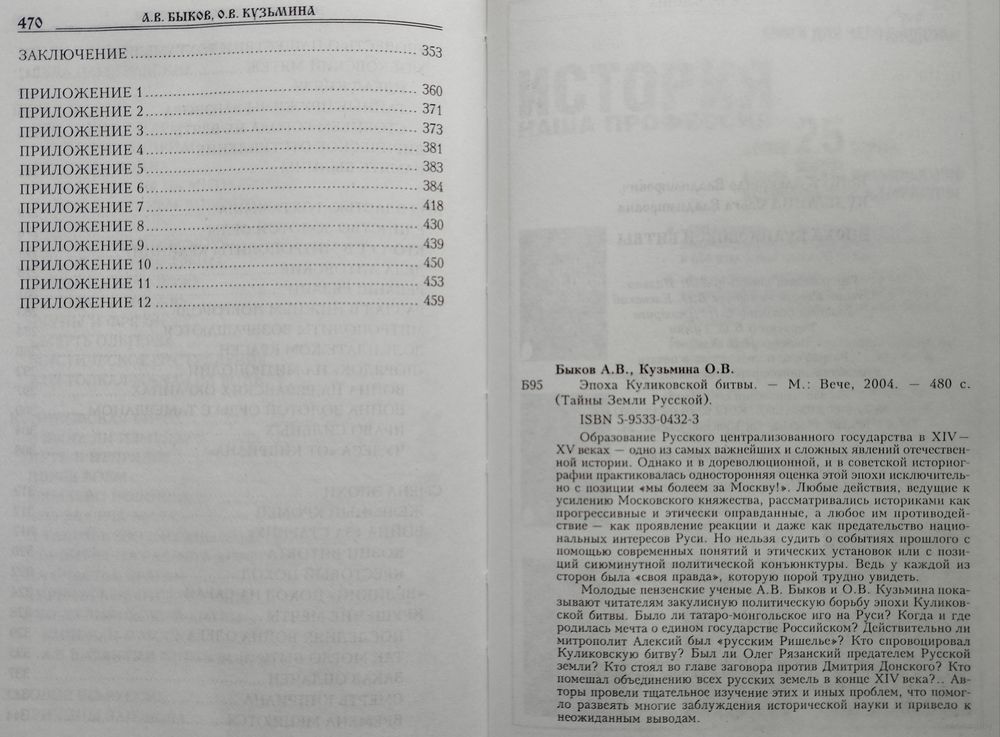 470
А.В. БЫКОВ, О.В. КУЗЬМИНА
ЗАКЛЮЧЕНИЕ 353
ПРИЛОЖЕНИЕ 1 360
ПРИЛОЖЕНИЕ 2 371
ПРИЛОЖЕНИЕ 3 373
ПРИЛОЖЕНИЕ 4 381
ПРИЛОЖЕНИЕ 5 383
ПРИЛОЖЕНИЕ 6 384
ПРИЛОЖЕНИЕ 7 418
ПРИЛОЖЕНИЕ 8 430
ПРИЛОЖЕНИЕ 9 439
ПРИЛОЖЕНИЕ 10 450
ПРИЛОЖЕНИЕ 11 453
ПРИЛОЖЕНИЕ 12 459
Быков А.В., Кузьмина О.В.
Б95 Эпоха Куликовской битвы. — М.: Вече, 2004. — 480 с.
(Тайны Земли Русской).
ISBN 5-9533-0432-3
Образование Русского централизованного государства в XIV—
XV веках — одно из самых важнейших и сложных явлений отечествен-
ной истории. Однако и в дореволюционной, и в советской историог-
рафии практиковалась односторонняя оценка этой эпохи исключитель-
но с позиции «мы болеем за Москву!». Любые действия, ведущие к
усилению Московского княжества, рассматривались историками как
прогрессивные и этически оправданные, а любое им противодей-
ствие — как проявление реакции и даже как предательство нацио-
нальных интересов Руси. Но нельзя судить о событиях прошлого с
помощью современных понятий и этических установок или с пози-
ций сиюминутной политической конъюнктуры. Ведь у каждой из
сторон была «своя правда», которую порой трудно увидеть.
Молодые пензенские ученые А.В. Быков и О.В. Кузьмина пока-
зывают читателям закулисную политическую борьбу эпохи Куликов-
ской битвы. Было ли татаро-монгольское иго на Руси? Когда и где
родилась мечта о едином государстве Российском? Действительно ли
митрополит Алексий был «русским Ришелье»? Кто спровоцировал
Куликовскую битву? Был ли Олег Рязанский предателем Русской
земли? Кто стоял во главе заговора против Дмитрия Донского? Кто
помешал объединению всех русских земель в конце XIV века?.. Ав-
торы провели тщательное изучение этих и иных проблем, что помог-
ло развеять многие заблуждения исторической науки и привело к
неожиданным выводам.